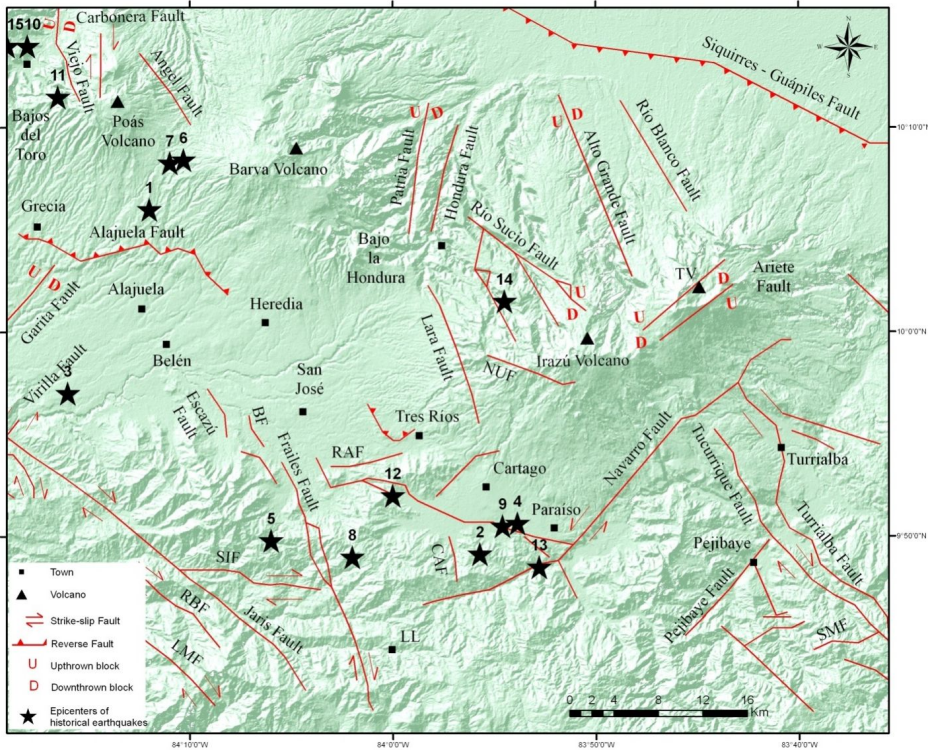 Carbonera Fault
1510
U
D
Viejo Fault
Angel Fault
11
Bajos
del
Toro
Poás
Volcano
7
6
Barva Volcano
1
Grecia
Alajuela Fault
U
D
Garita Fault
Alajuela
Heredia
Belén
Virilla Fault
3
San
José
Escazú
Fault
BF
Frailes Fault
RAF
Tres Ríos
12
Cartago
9
4
Paraiso
2
13
CAF
5
8
SIF
RBF
LMF
Jaris Fault
LL
Siquirres - Guápiles Fault
N
W
E
S
U
D
Patria Fault
Hondura Fault
Bajo
la
Hondura
U
D
Alto Grande Fault
Río Blanco Fault
Río Sucio Fault
14
U
D
Lara Fault
NUF
Irazú Volcano
TV
Ariete
Fault
D
U
U
D
Navarro Fault
Tucurrique Fault
Turrialba
Turrialba Fault
Pejibaye
Pejibaye Fault
SMF
10°10'0"N
10°0'0"N
9°50'0"N
Town
Volcano
Strike-slip Fault
Reverse Fault
U Upthrown block
D Downthrown block
Epicenters of
historical earthquakes
0 2 4 8 12 16
Km
84°10'0"W
84°0'0"W
83°50'0"W
83°40'0"W